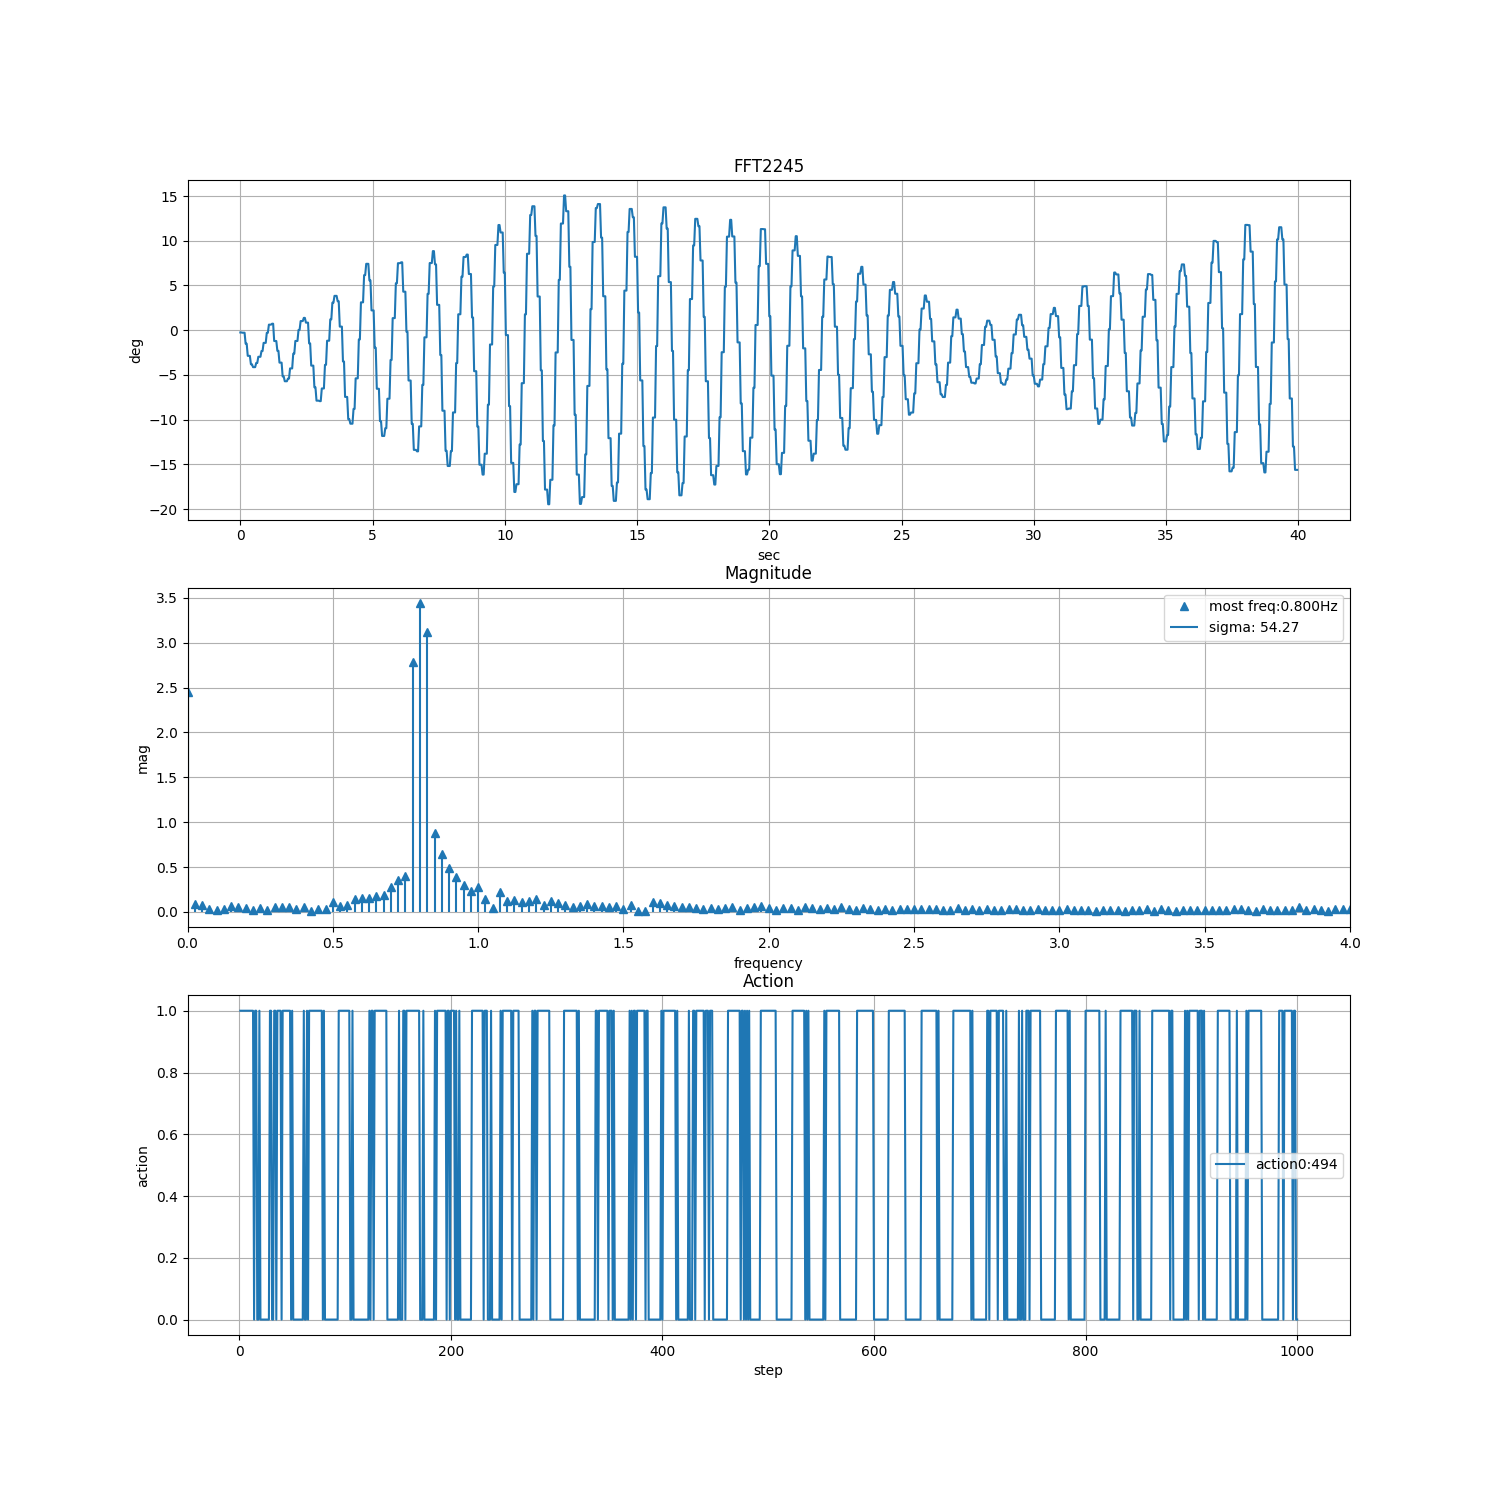 FFT2245
15
10
5
0
−5
−10
−15
−20
deg
0 5 10 15 20 25 30 35 40
sec
Magnitude
3.5
3.0
2.5
2.0
1.5
1.0
0.5
0.0
mag
most freq:0.800Hz
sigma: 54.27
0.0 0.5 1.0 1.5 2.0 2.5 3.0 3.5 4.0
frequency
Action
1.0
0.8
0.6
0.4
0.2
0.0
action
action0:494
0 200 400 600 800 1000
step